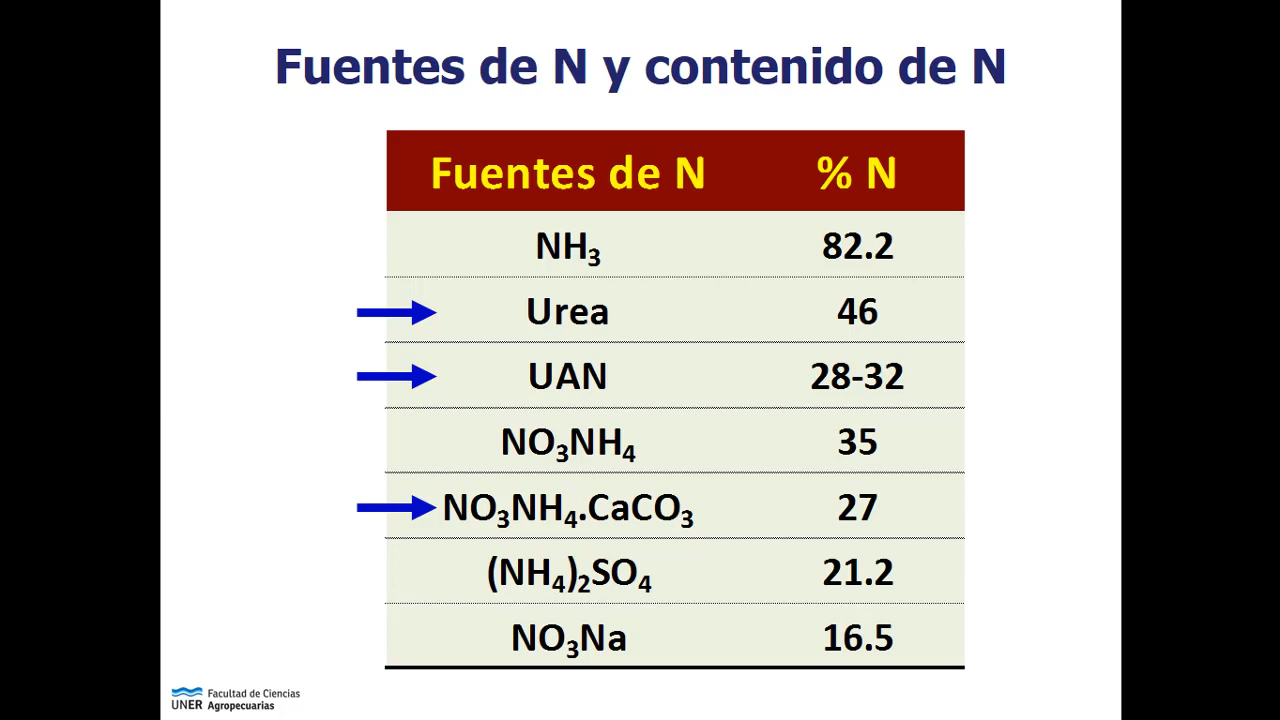 Fuentes de N y contenido de N
Fuentes de N % N
NH₃ 82.2
Urea 46
UAN 28-32
NO₃NH₄ 35
NO₃NH₄.CaCO₃ 27
(NH₄)₂SO₄ 21.2
NO₃Na 16.5
UNER Facultad de Ciencias
Agropecuarias